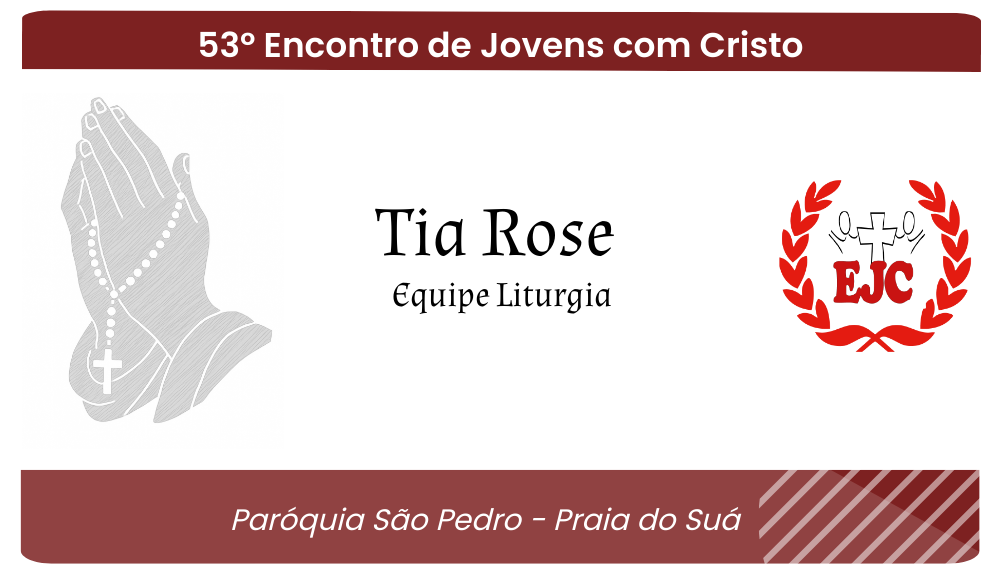 53º Encontro de Jovens com Cristo
Tia Rose
Equipe Liturgia
EJC
Paróquia São Pedro - Praia do Suá